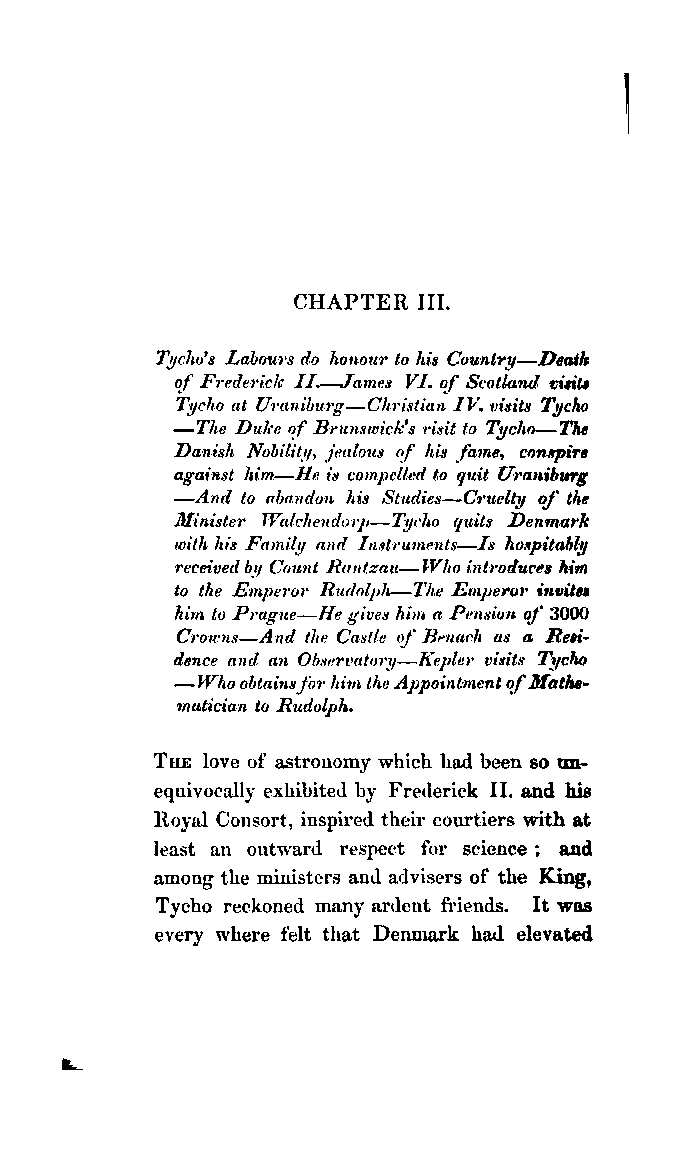 CHAPTER III.
Tycho's Labours do honour to his Country—Death
of Frederick II.—James VI. of Scotland visits
Tycho at Uraniburg—Christian IV. visits Tycho
—The Duke of Brunswick's visit to Tycho—The
Danish Nobility, jealous of his fame, conspire
against him—He is compelled to quit Uraniburg
—And to abandon his Studies—Cruelty of the
Minister Walchendorp—Tycho quits Denmark
with his Family and Instruments—Is hospitably
received by Count Rantzau—Who introduces him
to the Emperor Rudolph—The Emperor invites
him to Prague—He gives him a Pension of 3000
Crowns—And the Castle of Benach as a Resi-
dence and an Observatory—Kepler visits Tycho
—Who obtains for him the Appointment of Mathe-
matician to Rudolph.
THE love of astronomy which had been so un-
equivocally exhibited by Frederick II. and his
Royal Consort, inspired their courtiers with at
least an outward respect for science ; and
among the ministers and advisers of the King,
Tycho reckoned many ardent friends. It was
every where felt that Denmark had elevated